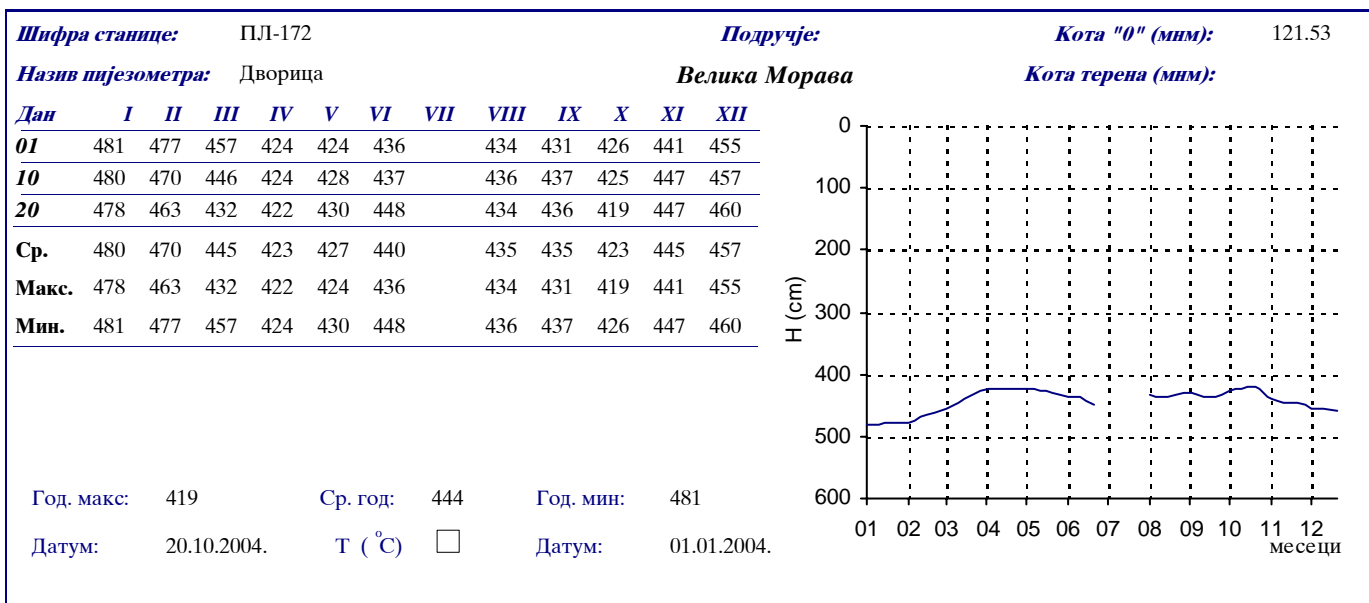 Шифра станице: ПЛ-172 Подручје: Кота "0" (мнм): 121.53
Назив пијезометра: Дворица Велика Морава Кота терена (мнм):
Дан I II III IV V VI VII VIII IX X XI XII
01 481 477 457 424 424 436 434 431 426 441 455
10 480 470 446 424 428 437 436 437 425 447 457
20 478 463 432 422 430 448 434 436 419 447 460
Ср. 480 470 445 423 427 440 435 435 423 445 457
Макс. 478 463 432 422 424 436 434 431 419 441 455
Мин. 481 477 457 424 430 448 436 437 426 447 460
0
100
200
300
400
500
600
H (cm)
01 02 03 04 05 06 07 08 09 10 11 12
месеци
Год. макс: 419 Ср. год: 444 Год. мин: 481
Датум: 20.10.2004. Т (°С) Датум: 01.01.2004.